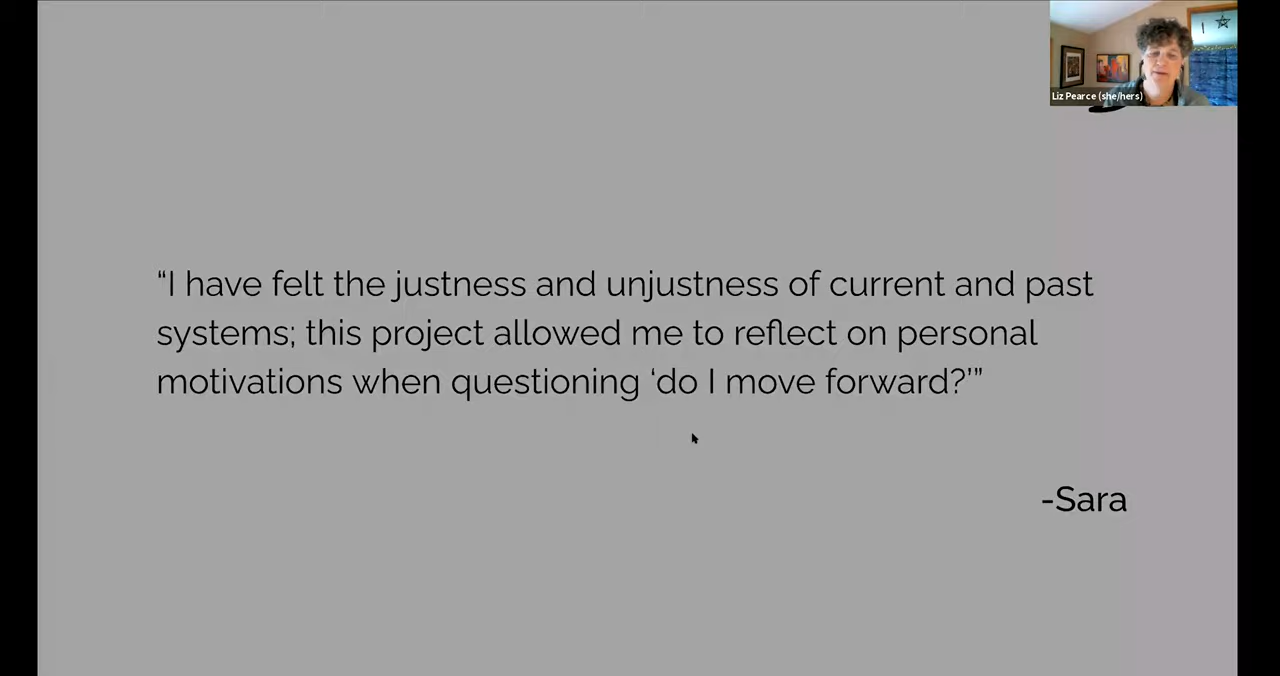 Liz Pearce (she/hers)
“I have felt the justness and unjustness of current and past
systems; this project allowed me to reflect on personal
motivations when questioning ‘do I move forward?’”
-Sara